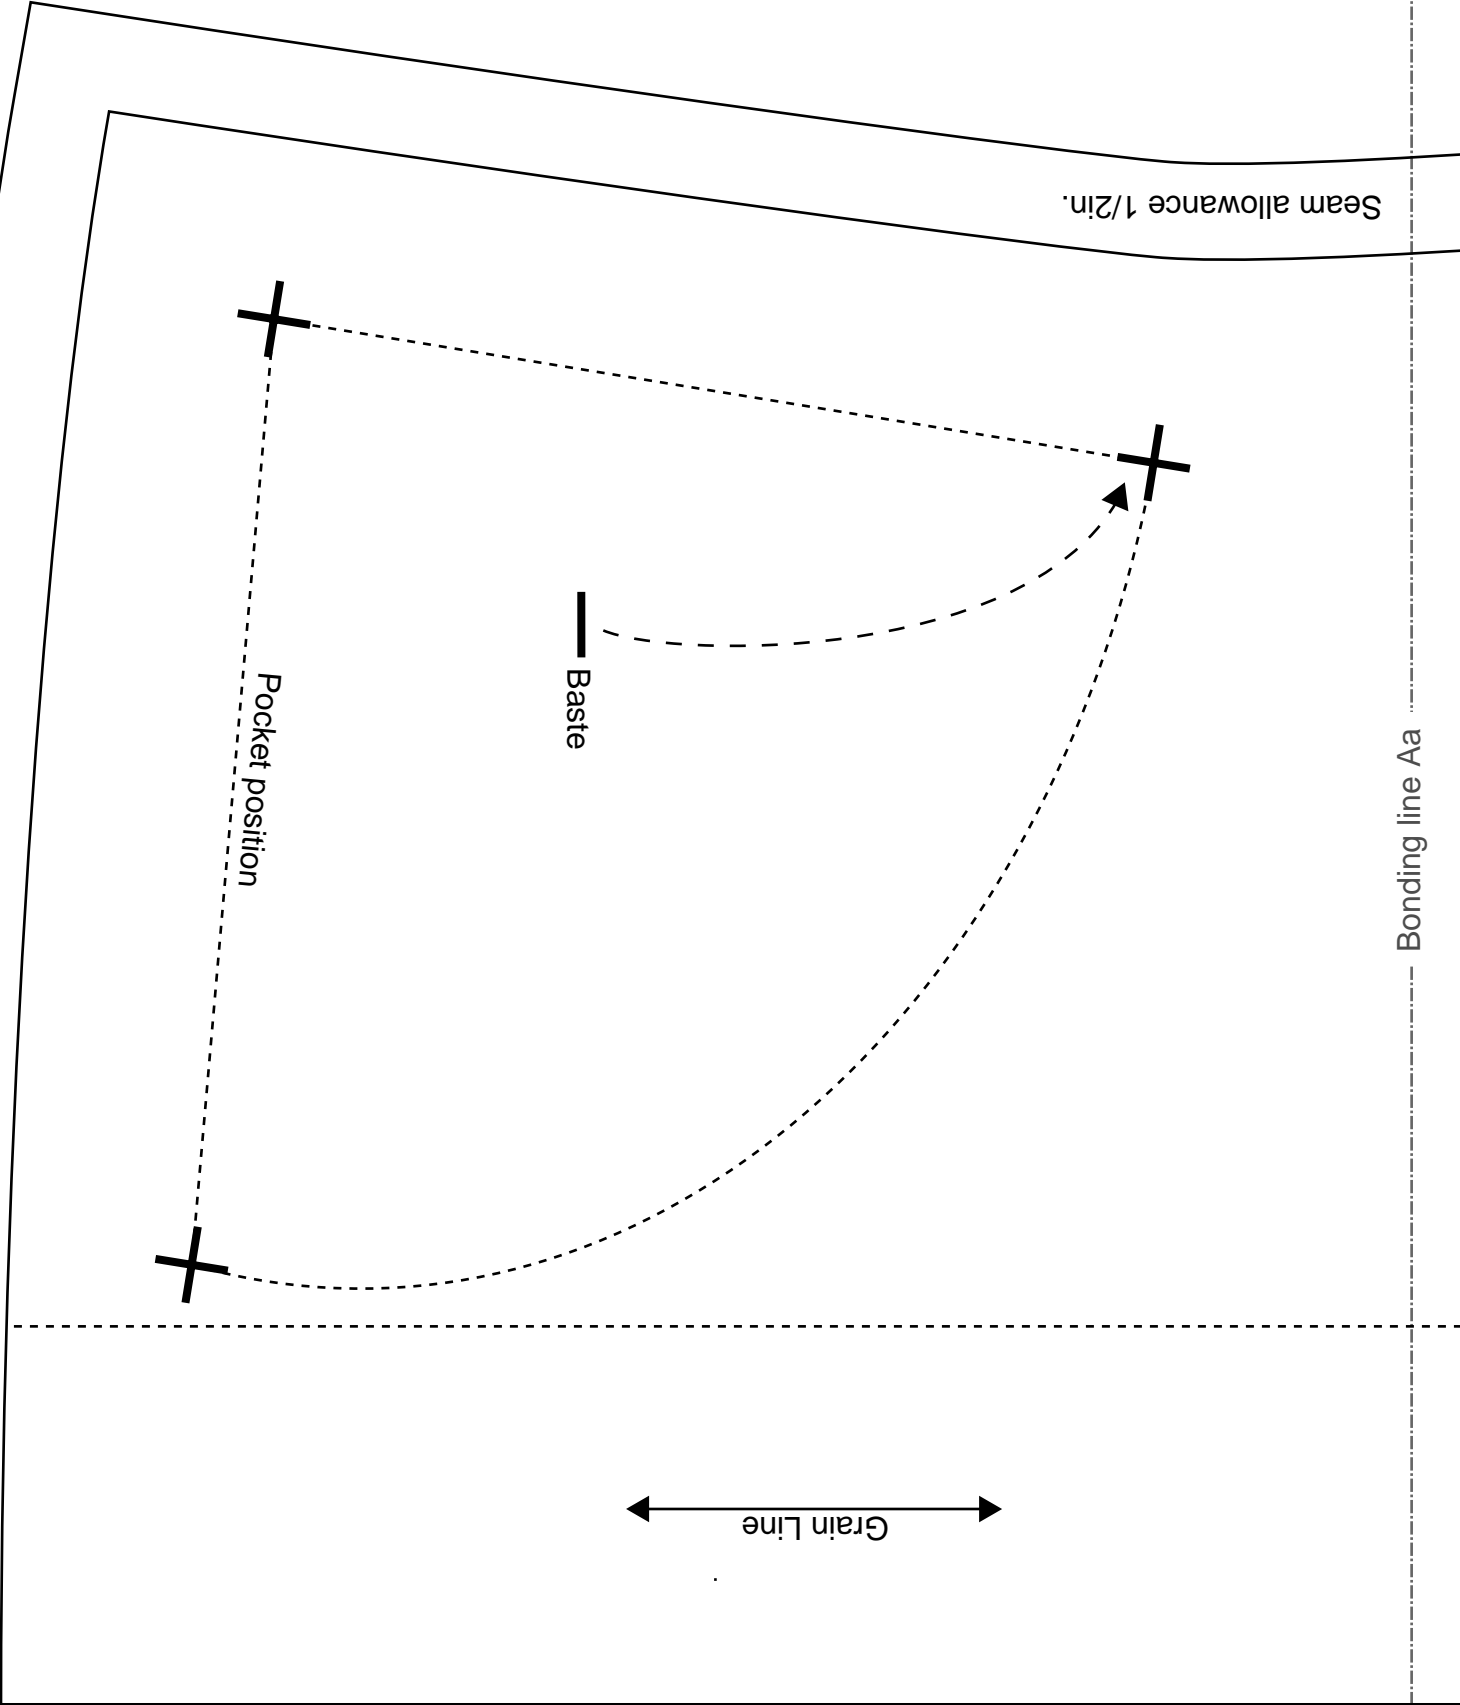 Seam allowance 1/2in.
Baste
Pocket position
Bonding line Aa
Grain Line